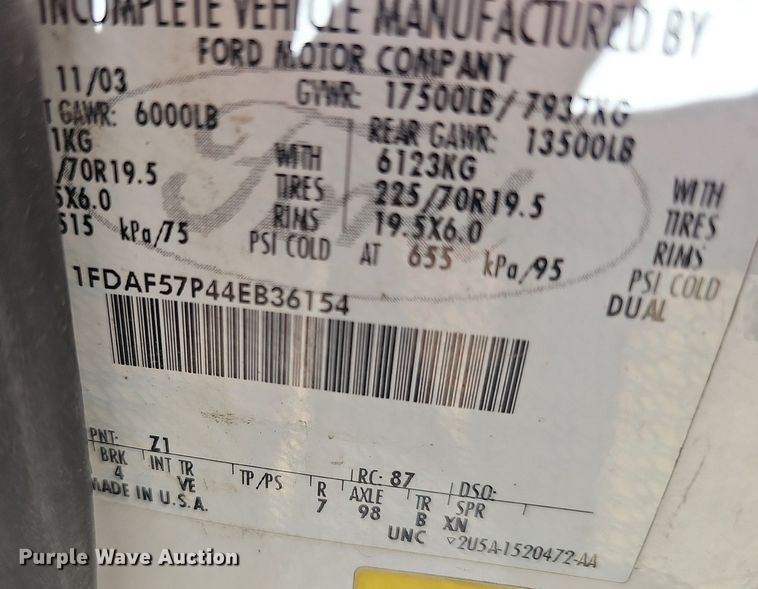 INCOMPLETE VEHICLE MANUFACTURED BY
FORD MOTOR COMPANY
11/03 GVWR: 17500LB/ 7937KG
T GAWR: 6000LB REAR GAWR: 13500LB
1KG WITH 6123KG WITH
/70R19.5 TIRES 225/70R19.5 TIRES
5X6.0 RIMS 19.5X6.0 RIMS
515 kPa/75 PSI COLD AT 655 kPa/95 PSI COLD
DUAL
1FDAF57P44EB36154
PNT: Z1 RC: 87 DSO:
BRK INT TR TP/PS R AXLE TR SPR
4 VE 7 98 B XN
MADE IN U.S.A. UNC 2U5A-1520472-AA
Purple Wave Auction